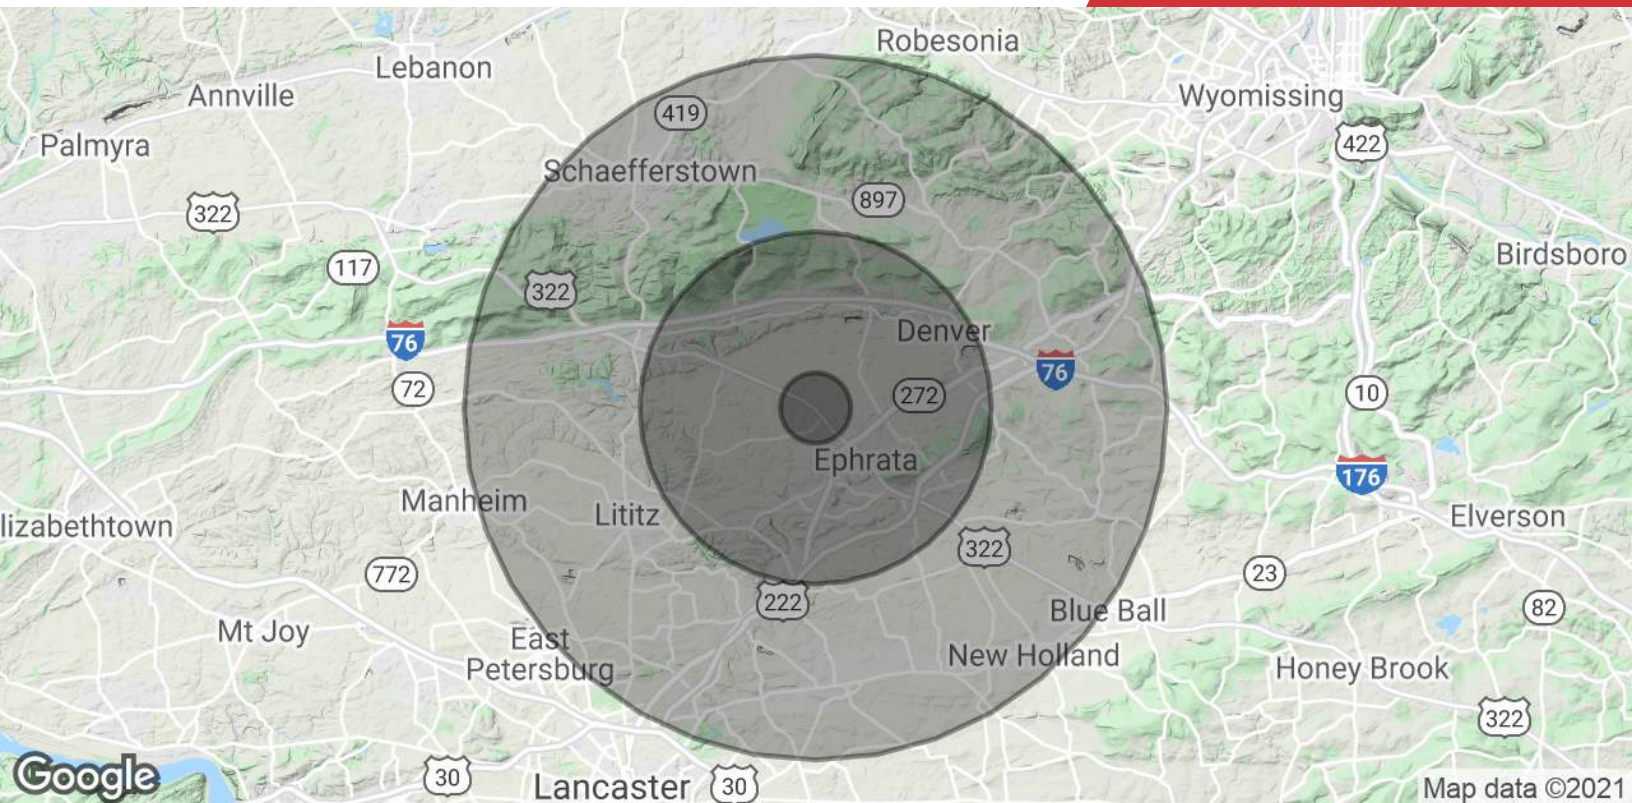 Robesonia
Lebanon
Annville
Wyomissing
419
Palmyra
422
Schaefferstown
897
322
Birdsboro
117
322
Denver
76
76
72
272
10
Ephrata
176
Manheim
Lititz
Elverson
lizabethtown
322
772
23
222
Blue Ball
82
Mt Joy
East
Petersburg
New Holland
Honey Brook
322
Google
30
Lancaster
30
Map data ©2021